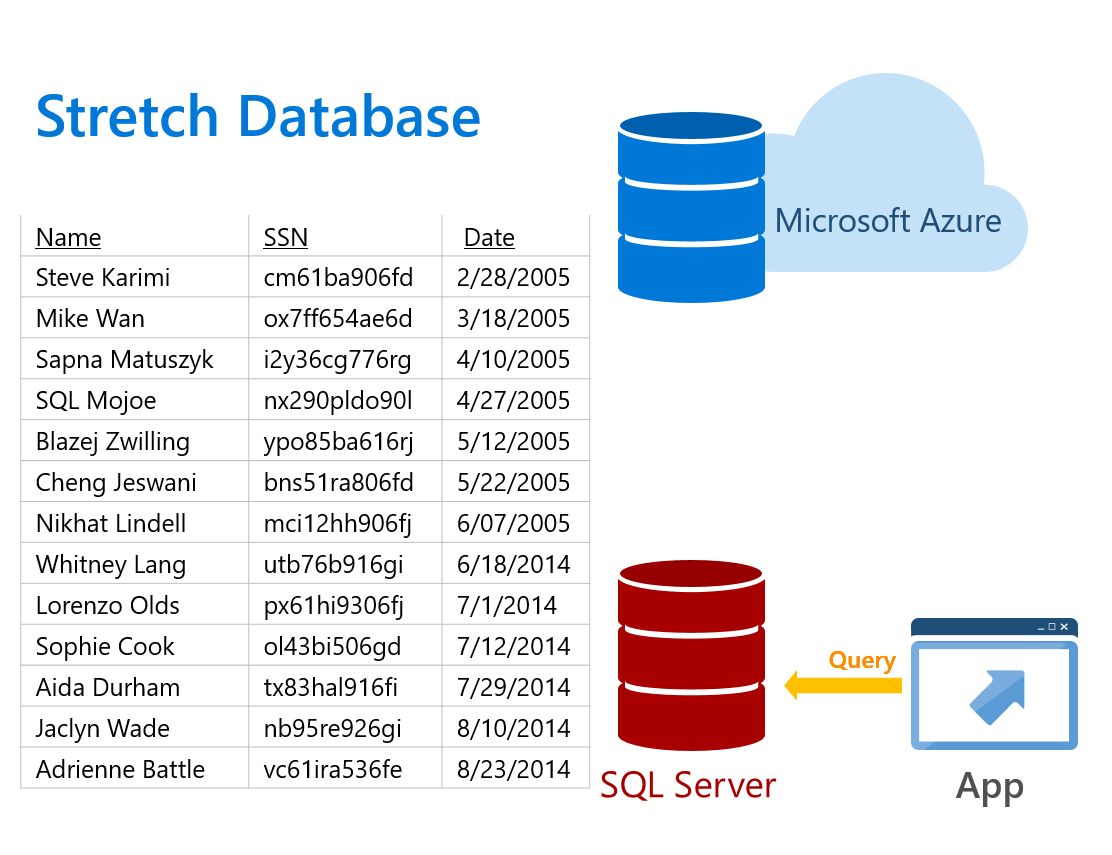 Stretch Database
Microsoft Azure
Name SSN Date
Steve Karimi cm61ba906fd 2/28/2005
Mike Wan ox7ff654ae6d 3/18/2005
Sapna Matuszyk i2y36cg776rg 4/10/2005
SQL Mojoe nx290pldo90l 4/27/2005
Blazej Zwilling ypo85ba616rj 5/12/2005
Cheng Jeswani bns51ra806fd 5/22/2005
Nikhat Lindell mci12hh906fj 6/07/2005
Whitney Lang utb76b916gi 6/18/2014
Lorenzo Olds px61hi9306fj 7/1/2014
Sophie Cook ol43bi506gd 7/12/2014
Aida Durham tx83hal916fi 7/29/2014
Jaclyn Wade nb95re926gi 8/10/2014
Adrienne Battle vc61ira536fe 8/23/2014
Query
SQL Server
App